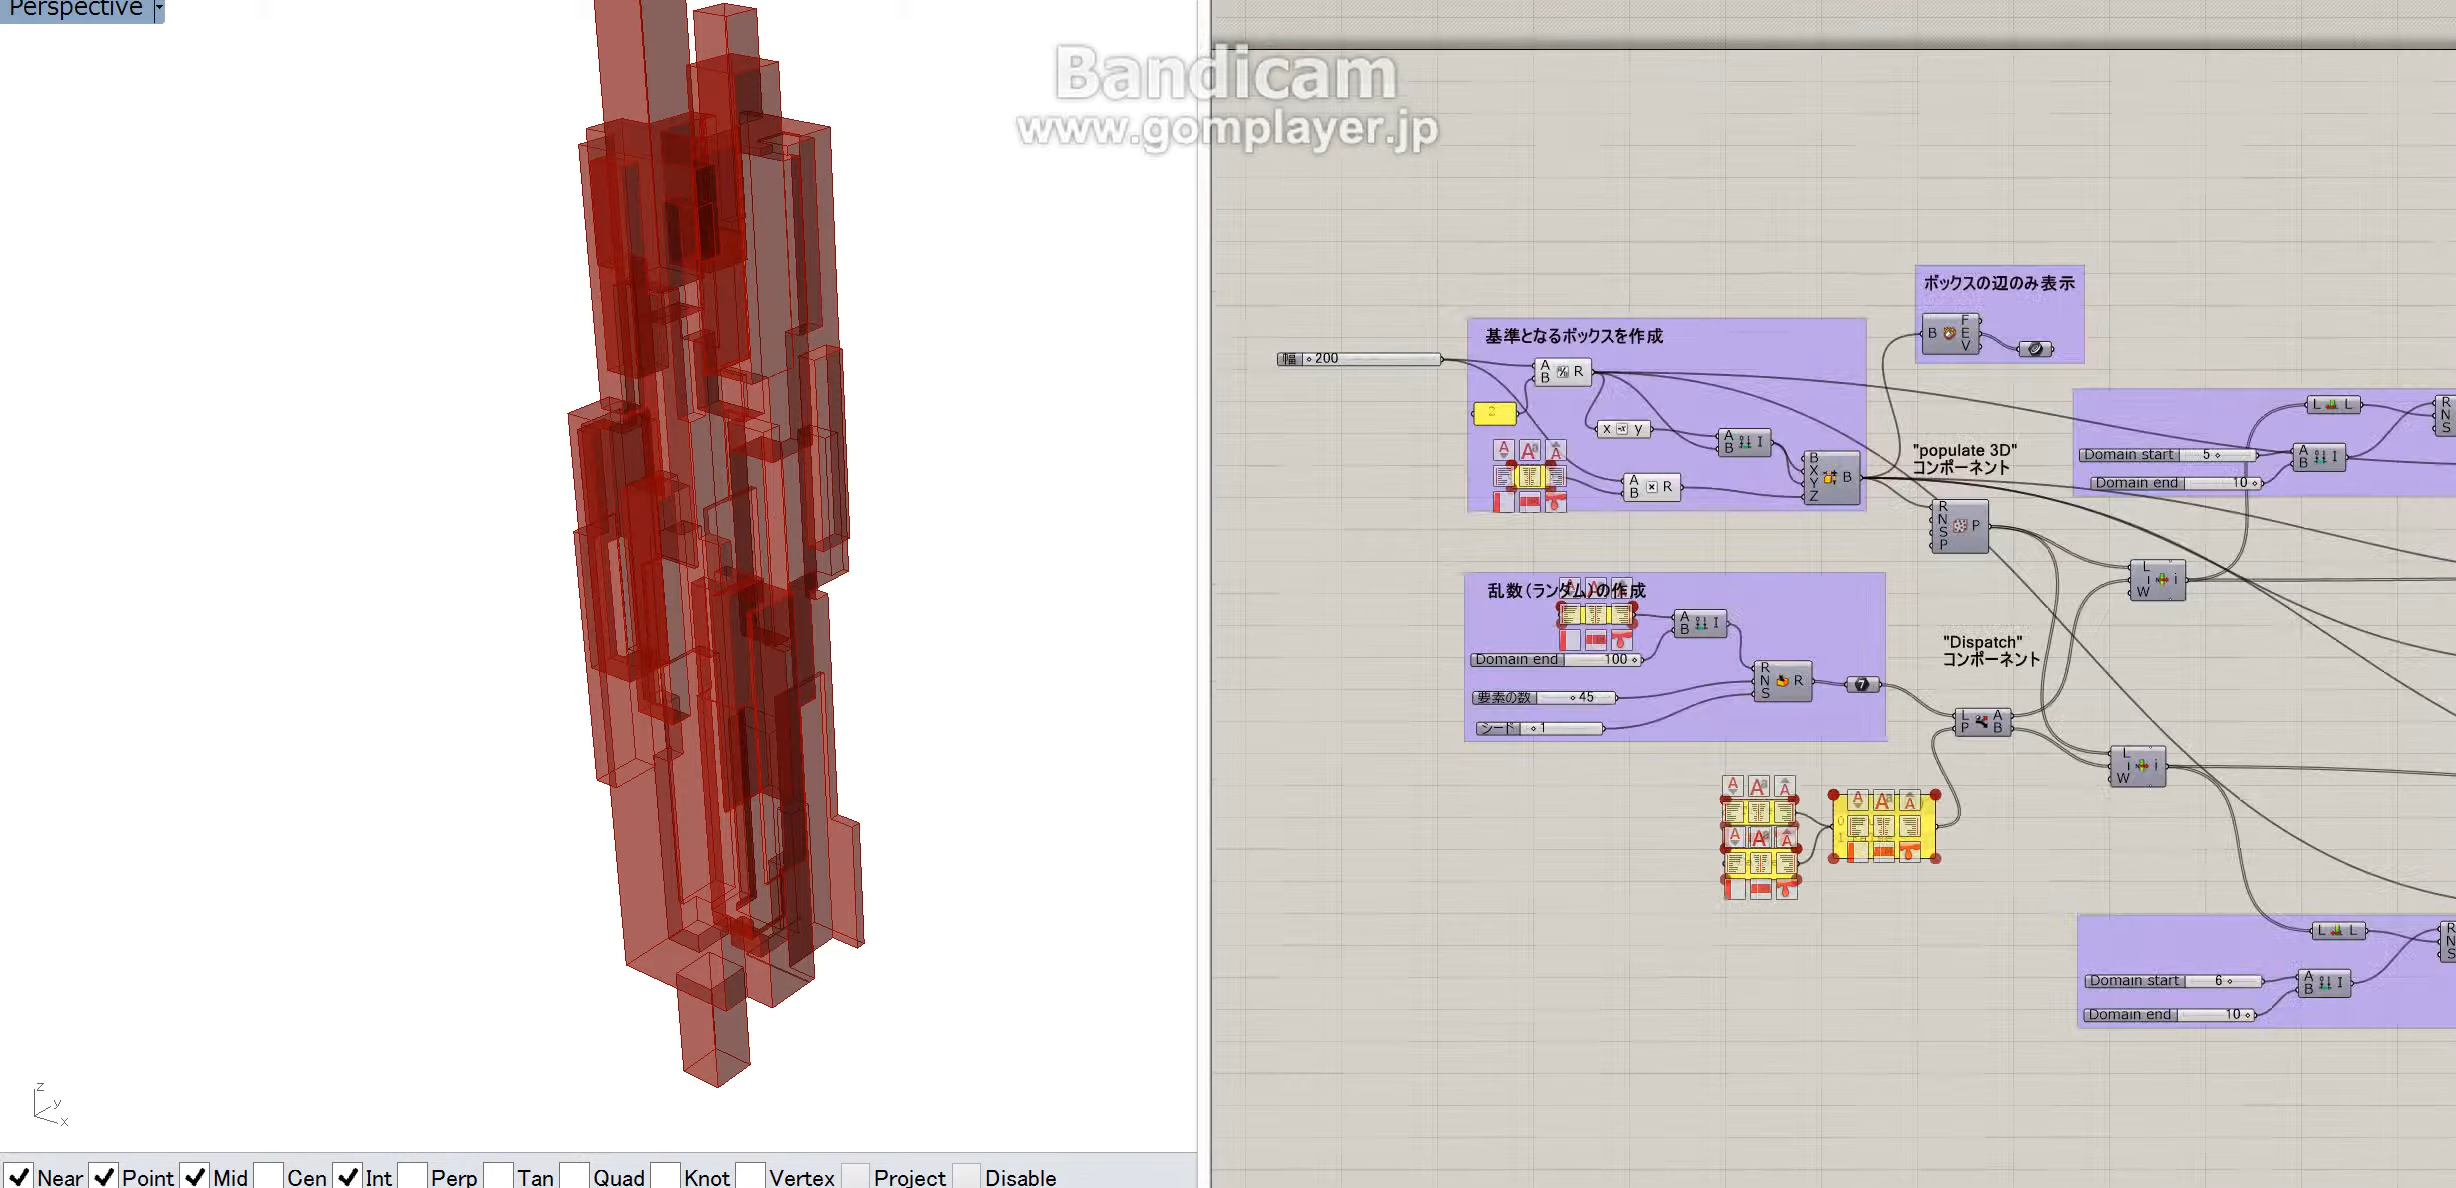 Perspective
Bandicam
www.gomplayer.jp
ボックスの辺のみ表示
B F E V
基準となるボックスを作成
幅 200
A B R
2
x y
A B I
A B R
B X Y Z B
"populate 3D"
コンポーネント
R N S P P
L L
R N S
Domain start 5
A B I
Domain end 10
L I W i
乱数(ランダム)の作成
A B I
Domain end 100
R N S R
要素の数 45
シード 1
7
"Dispatch"
コンポーネント
L P A B
L I W i
0
1
L L
R N S
Domain start 6
A B I
Domain end 10
z
y
x
Near Point Mid Cen Int Perp Tan Quad Knot Vertex Project Disable